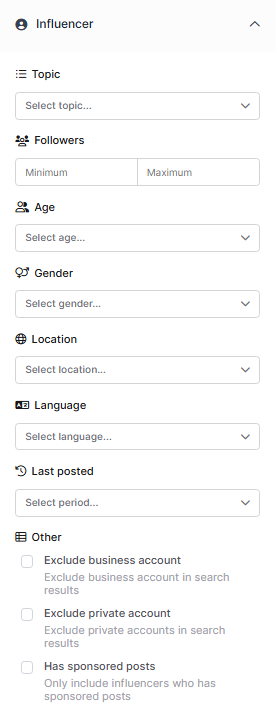 Influencer
Topic
Select topic...
Followers
Minimum Maximum
Age
Select age...
Gender
Select gender...
Location
Select location...
Language
Select language...
Last posted
Select period...
Other
Exclude business account
Exclude business account in search
results
Exclude private account
Exclude private accounts in search
results
Has sponsored posts
Only include influencers who has
sponsored posts